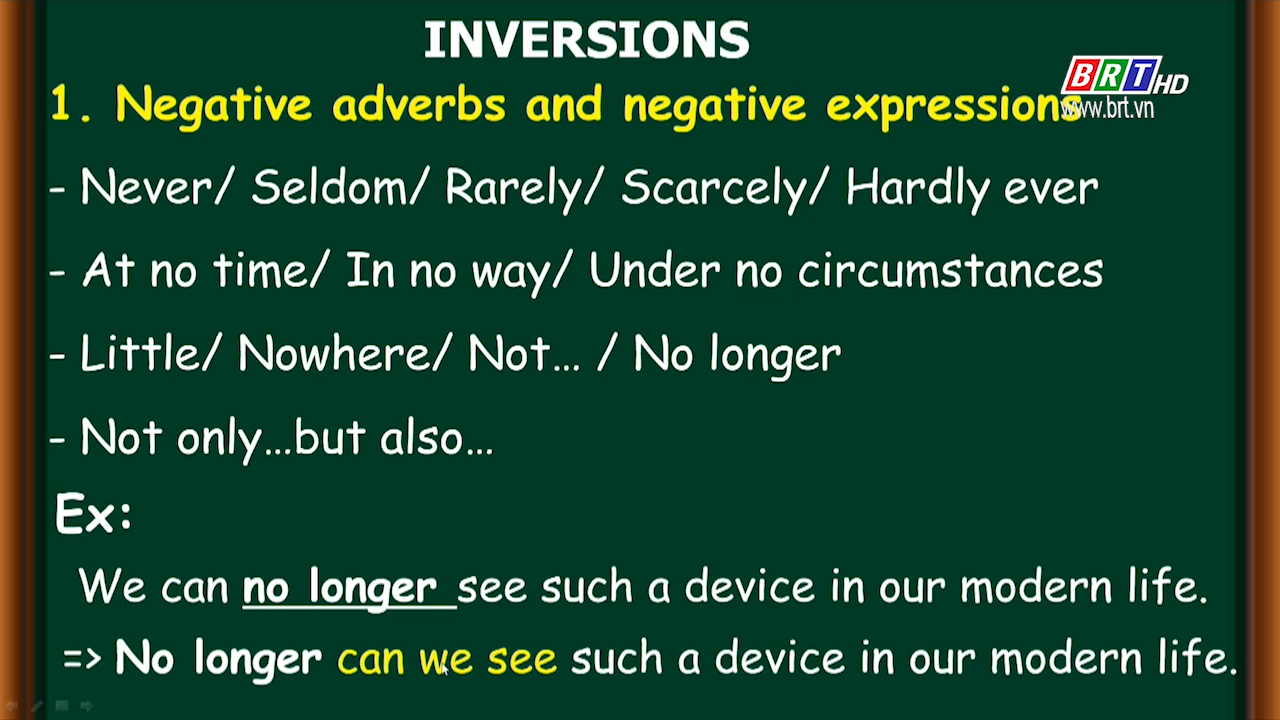 INVERSIONS
BRT HD
www.brt.vn
1. Negative adverbs and negative expressions
- Never/ Seldom/ Rarely/ Scarcely/ Hardly ever
- At no time/ In no way/ Under no circumstances
- Little/ Nowhere/ Not... / No longer
- Not only...but also...
Ex:
We can no longer see such a device in our modern life.
=> No longer can we see such a device in our modern life.